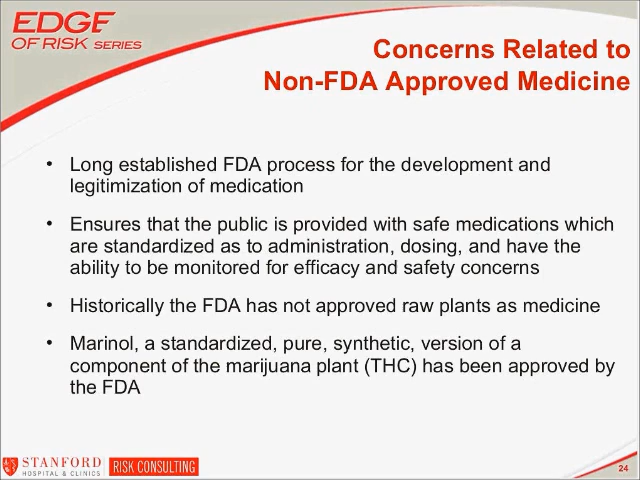 EDGE
OF RISK SERIES
Concerns Related to
Non-FDA Approved Medicine
• Long established FDA process for the development and
legitimization of medication
• Ensures that the public is provided with safe medications which
are standardized as to administration, dosing, and have the
ability to be monitored for efficacy and safety concerns
• Historically the FDA has not approved raw plants as medicine
• Marinol, a standardized, pure, synthetic, version of a
component of the marijuana plant (THC) has been approved by
the FDA
STANFORD
HOSPITAL & CLINICS
RISK CONSULTING
24